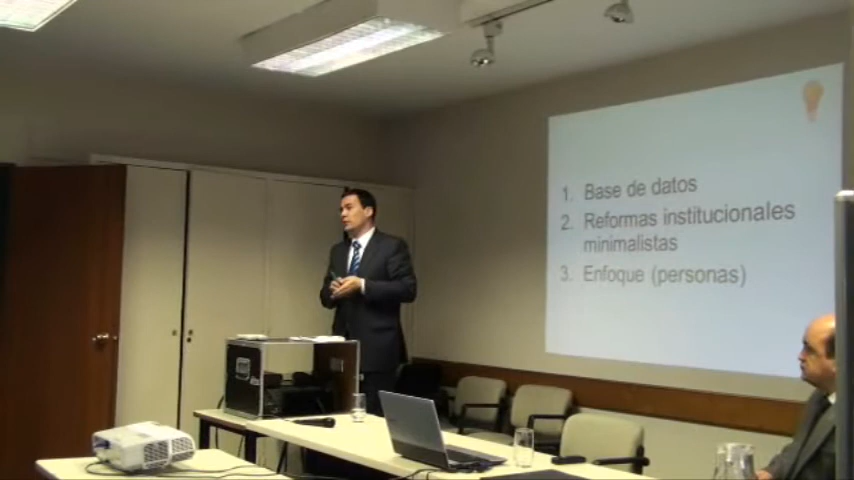 1. Base de datos
2. Reformas institucionales
minimalistas
3. Enfoque (personas)